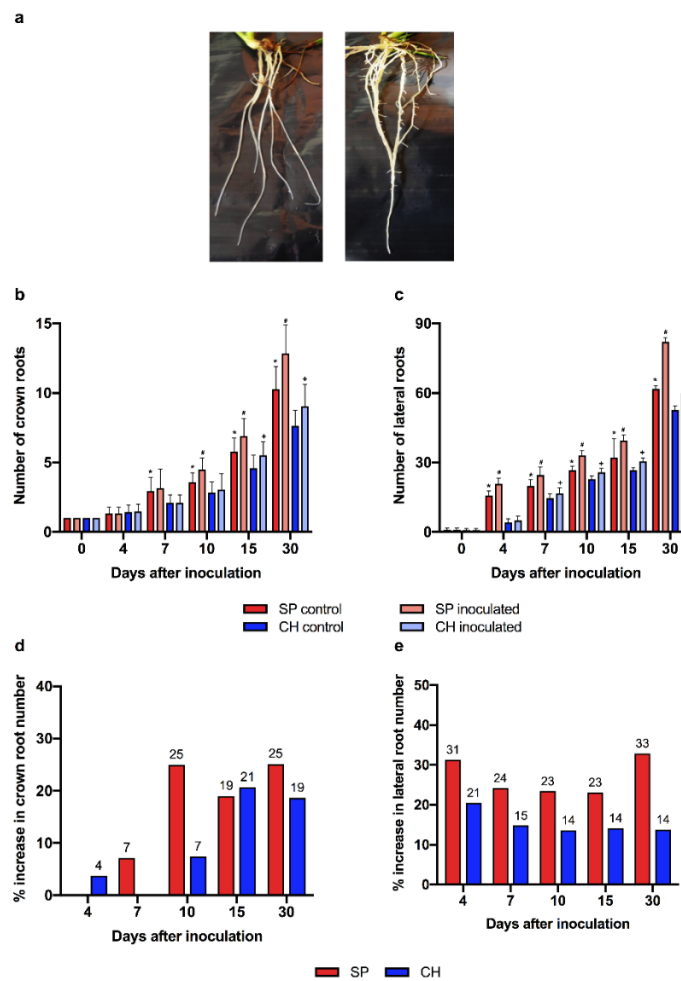 a
b
c
15
10
5
0
Number of crown roots
* * # * # * # +
* # +
0 4 7 10 15 30
Days after inoculation
90
60
30
0
Number of lateral roots
* # * # + * # + * # + * #
0 4 7 10 15 30
Days after inoculation
SP control SP inoculated
CH control CH inoculated
d
e
40
30
20
10
0
% increase in crown root number
4 7 25 7 19 21 25 19
4 7 10 15 30
Days after inoculation
50
40
30
20
10
0
% increase in lateral root number
31 21 24 15 23 14 23 14 33 14
4 7 10 15 30
Days after inoculation
SP CH